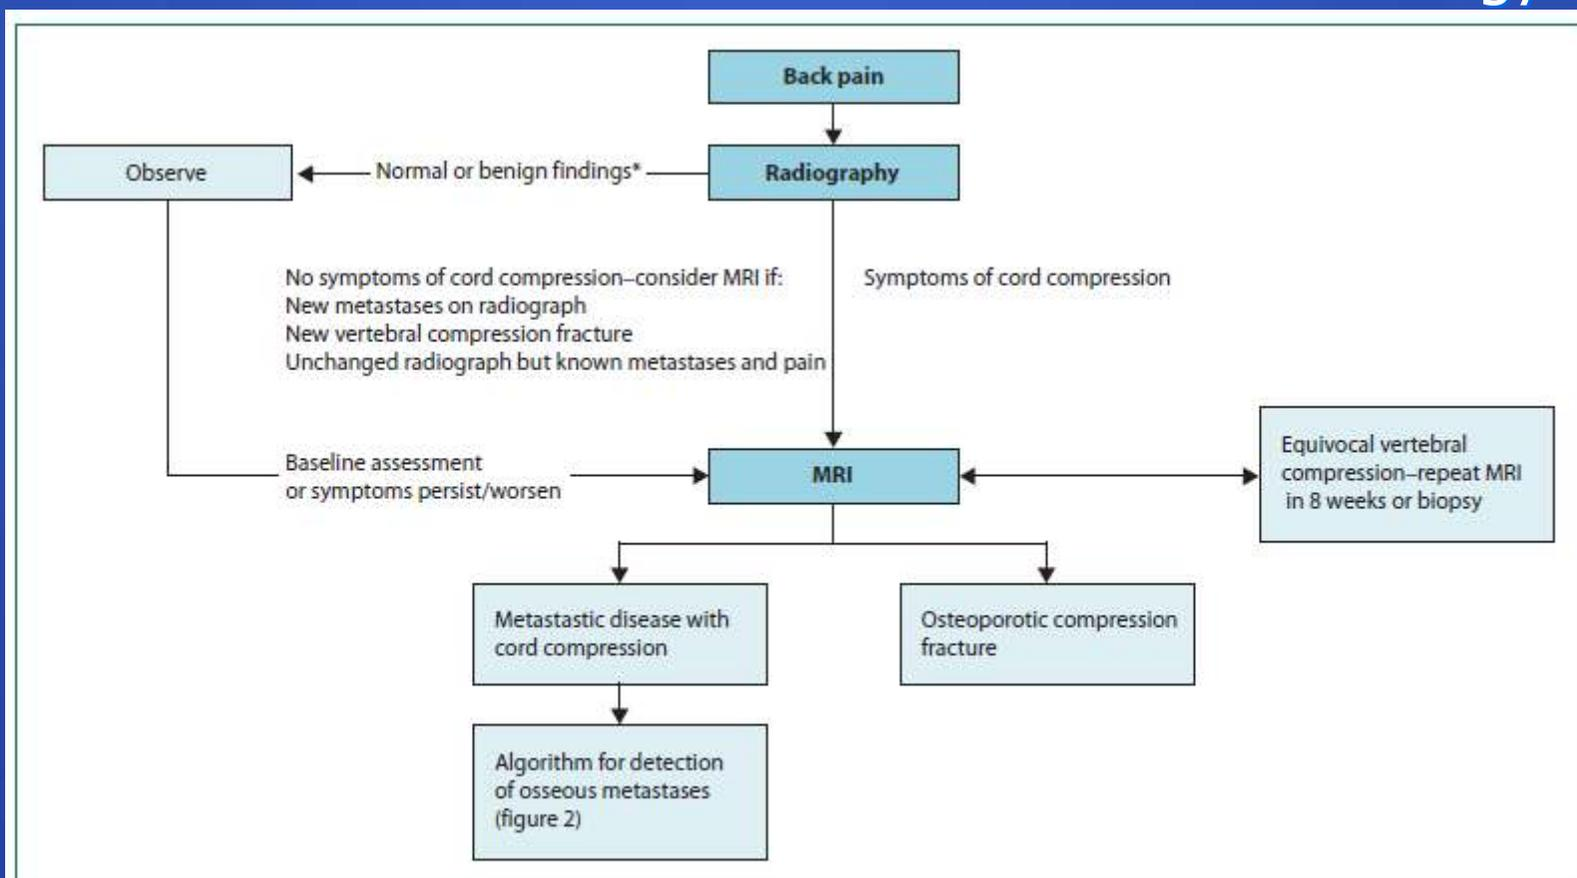 Back pain
Observe
Normal or benign findings*
Radiography
No symptoms of cord compression–consider MRI if:
New metastases on radiograph
New vertebral compression fracture
Unchanged radiograph but known metastases and pain
Symptoms of cord compression
Baseline assessment
or symptoms persist/worsen
MRI
Equivocal vertebral
compression–repeat MRI
in 8 weeks or biopsy
Metastastic disease with
cord compression
Osteoporotic compression
fracture
Algorithm for detection
of osseous metastases
(figure 2)